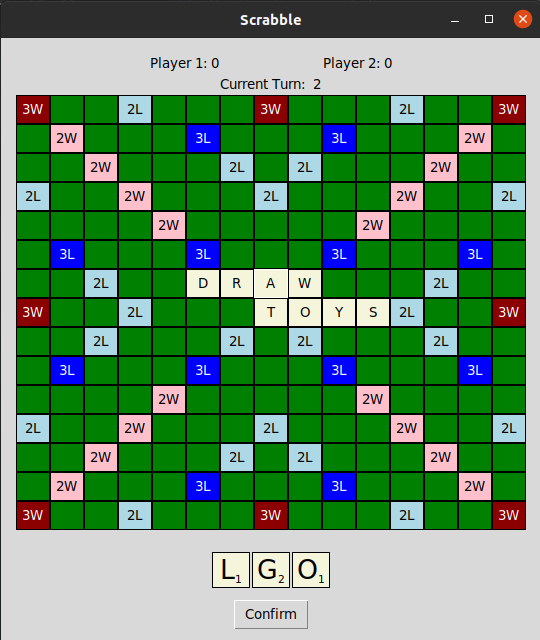 Scrabble
Player 1: 0 Player 2: 0
Current Turn: 2
3W 2L 3W 2L 3W
2W 3L 3L 2W
2W 2L 2L 2W
2L 2W 2L 2W 2L
2W 2W
3L 3L 3L 3L
2L D R A W 2L
3W 2L T O Y S 2L 3W
2L 2L 2L 2L
3L 3L 3L 3L
2W 2W
2L 2W 2L 2W 2L
2W 2L 2L 2W
2W 3L 3L 2W
3W 2L 3W 2L 3W
L1 G2 O1
Confirm